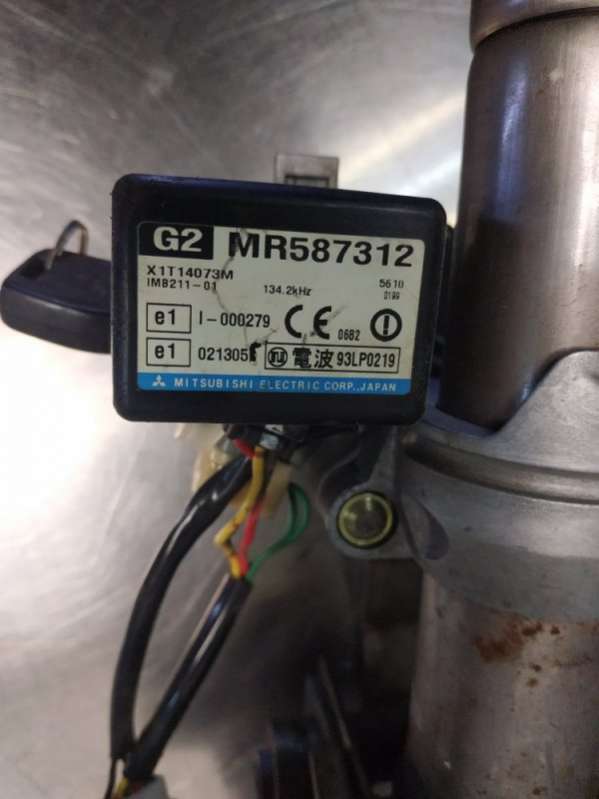 G2 MR587312
X1T14073M
IMB211-01 134.2kHz 5610
0199
e1 I-000279 CE 0682
e1 021305 電波 93LP0219
MITSUBISHI ELECTRIC CORP., JAPAN